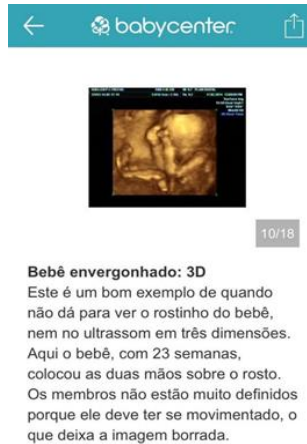 babycenter
10/18
Bebê envergonhado: 3D
Este é um bom exemplo de quando
não dá para ver o rostinho do bebê,
nem no ultrassom em três dimensões.
Aqui o bebê, com 23 semanas,
colocou as duas mãos sobre o rosto.
Os membros não estão muito definidos
porque ele deve ter se movimentado, o
que deixa a imagem borrada.